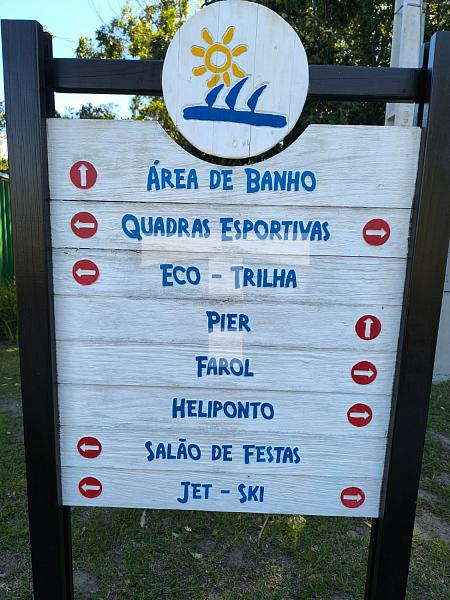 ÁREA DE BANHO
QUADRAS ESPORTIVAS
ECO - TRILHA
PIER
FAROL
HELIPONTO
SALÃO DE FESTAS
JET - SKI